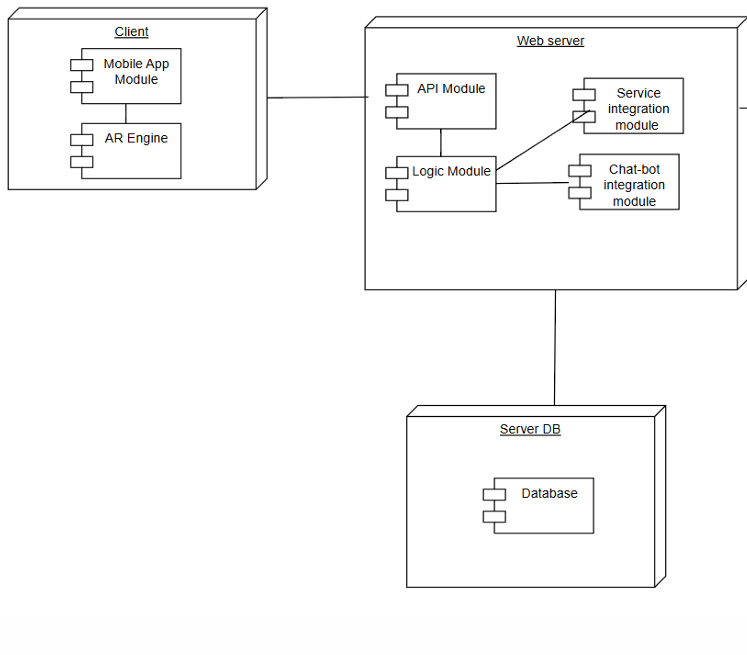 Client
Mobile App
Module
AR Engine
Web server
API Module
Logic Module
Service
integration
module
Chat-bot
integration
module
Server DB
Database